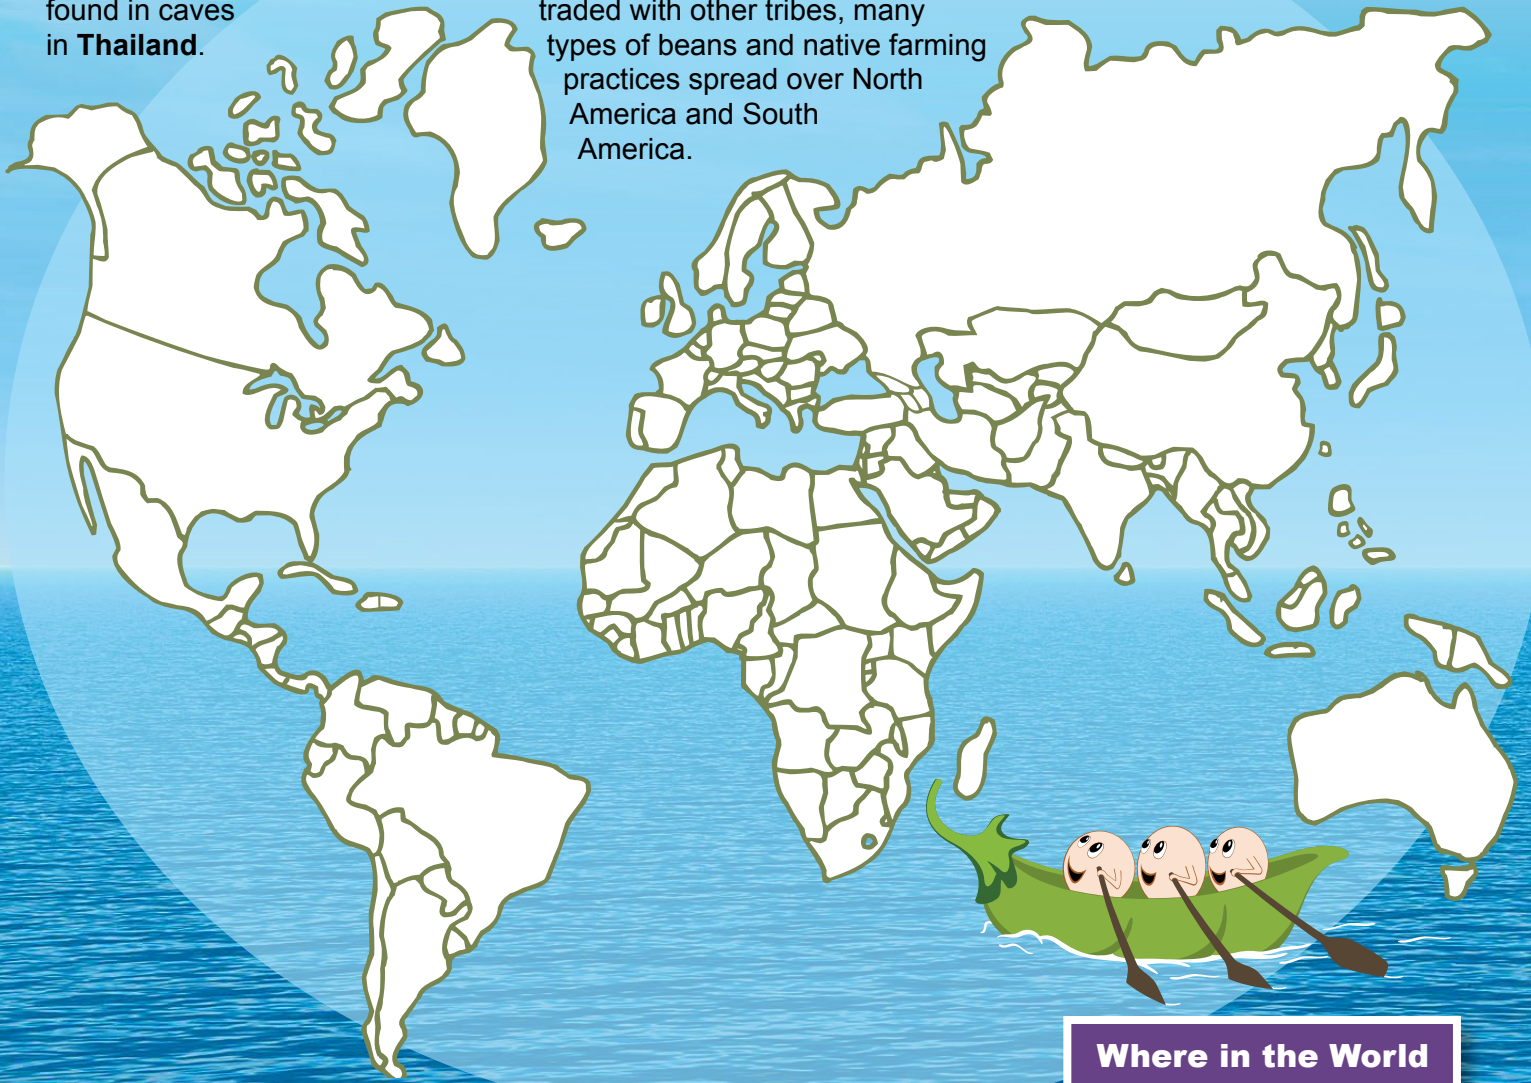 found in caves
in Thailand.
traded with other tribes, many
types of beans and native farming
practices spread over North
America and South
America.
Where in the World